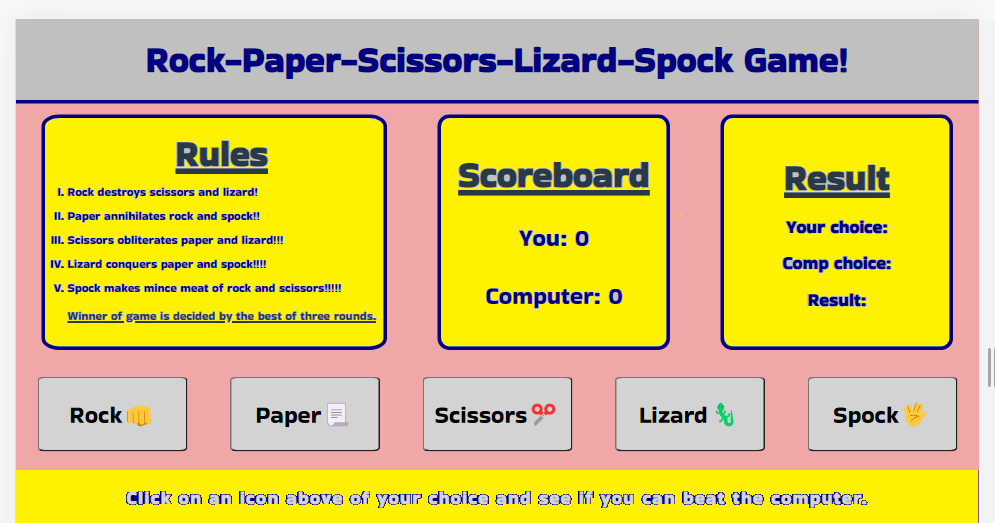 Rock-Paper-Scissors-Lizard-Spock Game!
Rules
I. Rock destroys scissors and lizard!
II. Paper annihilates rock and spock!!
III. Scissors obliterates paper and lizard!!!
IV. Lizard conquers paper and spock!!!!
V. Spock makes mince meat of rock and scissors!!!!!
Winner of game is decided by the best of three rounds.
Scoreboard
You: 0
Computer: 0
Result
Your choice:
Comp choice:
Result:
Rock👊
Paper📃
Scissors✂
Lizard🦎
Spock🖖
Click on an icon above of your choice and see if you can beat the computer.